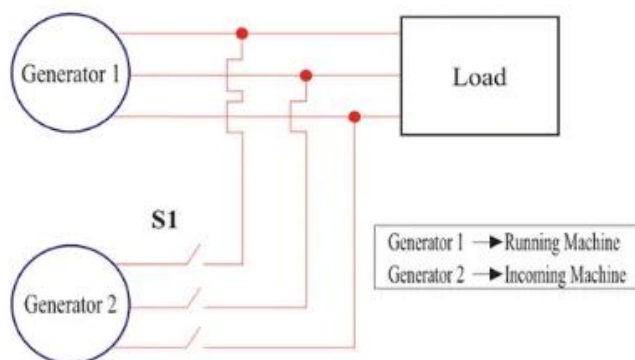 Generator 1
Load
S1
Generator 1 → Running Machine
Generator 2 → Incoming Machine
Generator 2